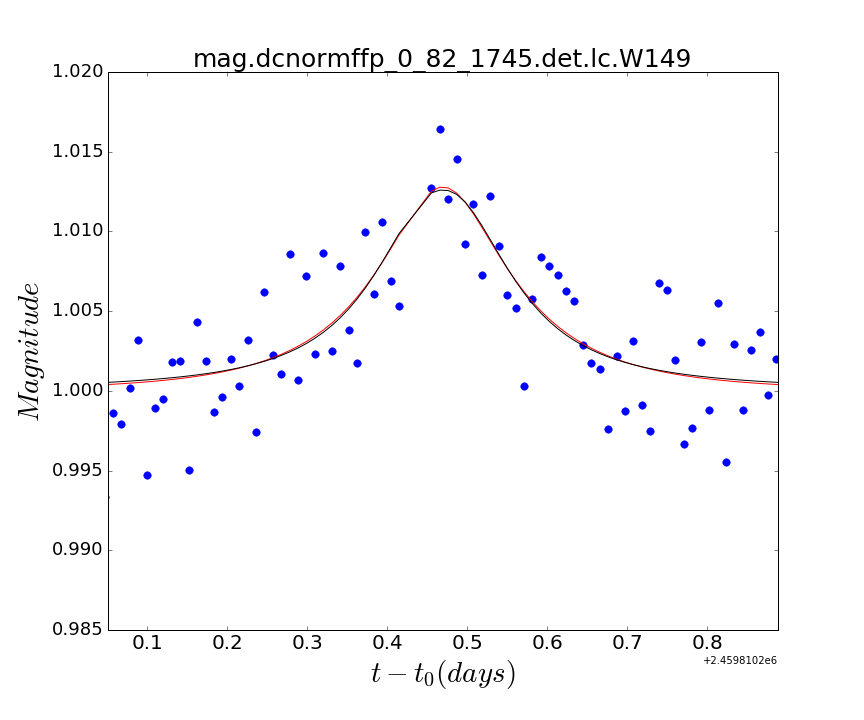 mag.dcnormffp_0_82_1745.det.lc.W149
1.020
1.015
1.010
1.005
1.000
0.995
0.990
0.985
Magnitude
0.1 0.2 0.3 0.4 0.5 0.6 0.7 0.8
+2.4598102e6
t − t₀(days)